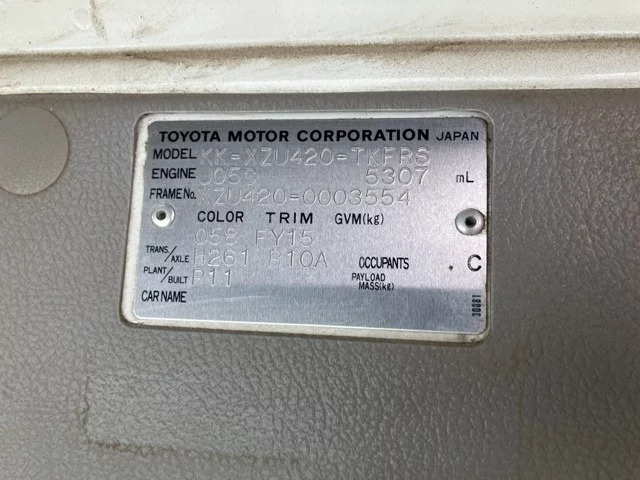 TOYOTA MOTOR CORPORATION JAPAN
MODEL KK-XZU420-TKFRS
ENGINE J05C 5307 mL
FRAME No. XZU420-0003554
COLOR TRIM GVM(kg)
058 FY15
TRANS/AXLE H261 B10A OCCUPANTS . C
PLANT/BUILT P11 PAYLOAD MASS(kg)
CAR NAME
30081